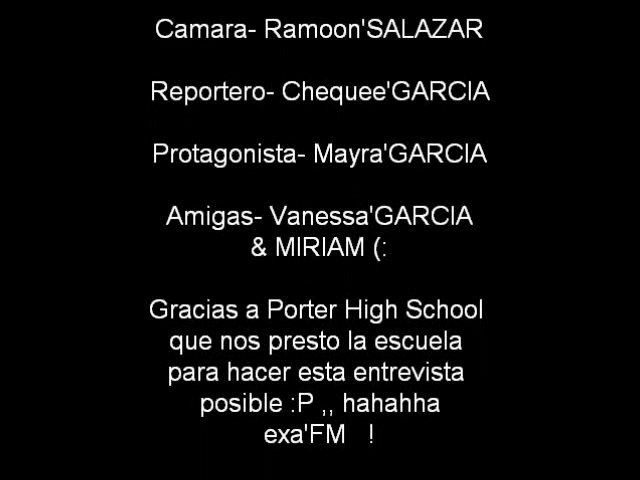 Camara- Ramoon'SALAZAR
Reportero- Chequee'GARCIA
Protagonista- Mayra'GARCIA
Amigas- Vanessa'GARCIA
& MIRIAM (:
Gracias a Porter High School
que nos presto la escuela
para hacer esta entrevista
posible :P ,, hahahha
exa'FM !